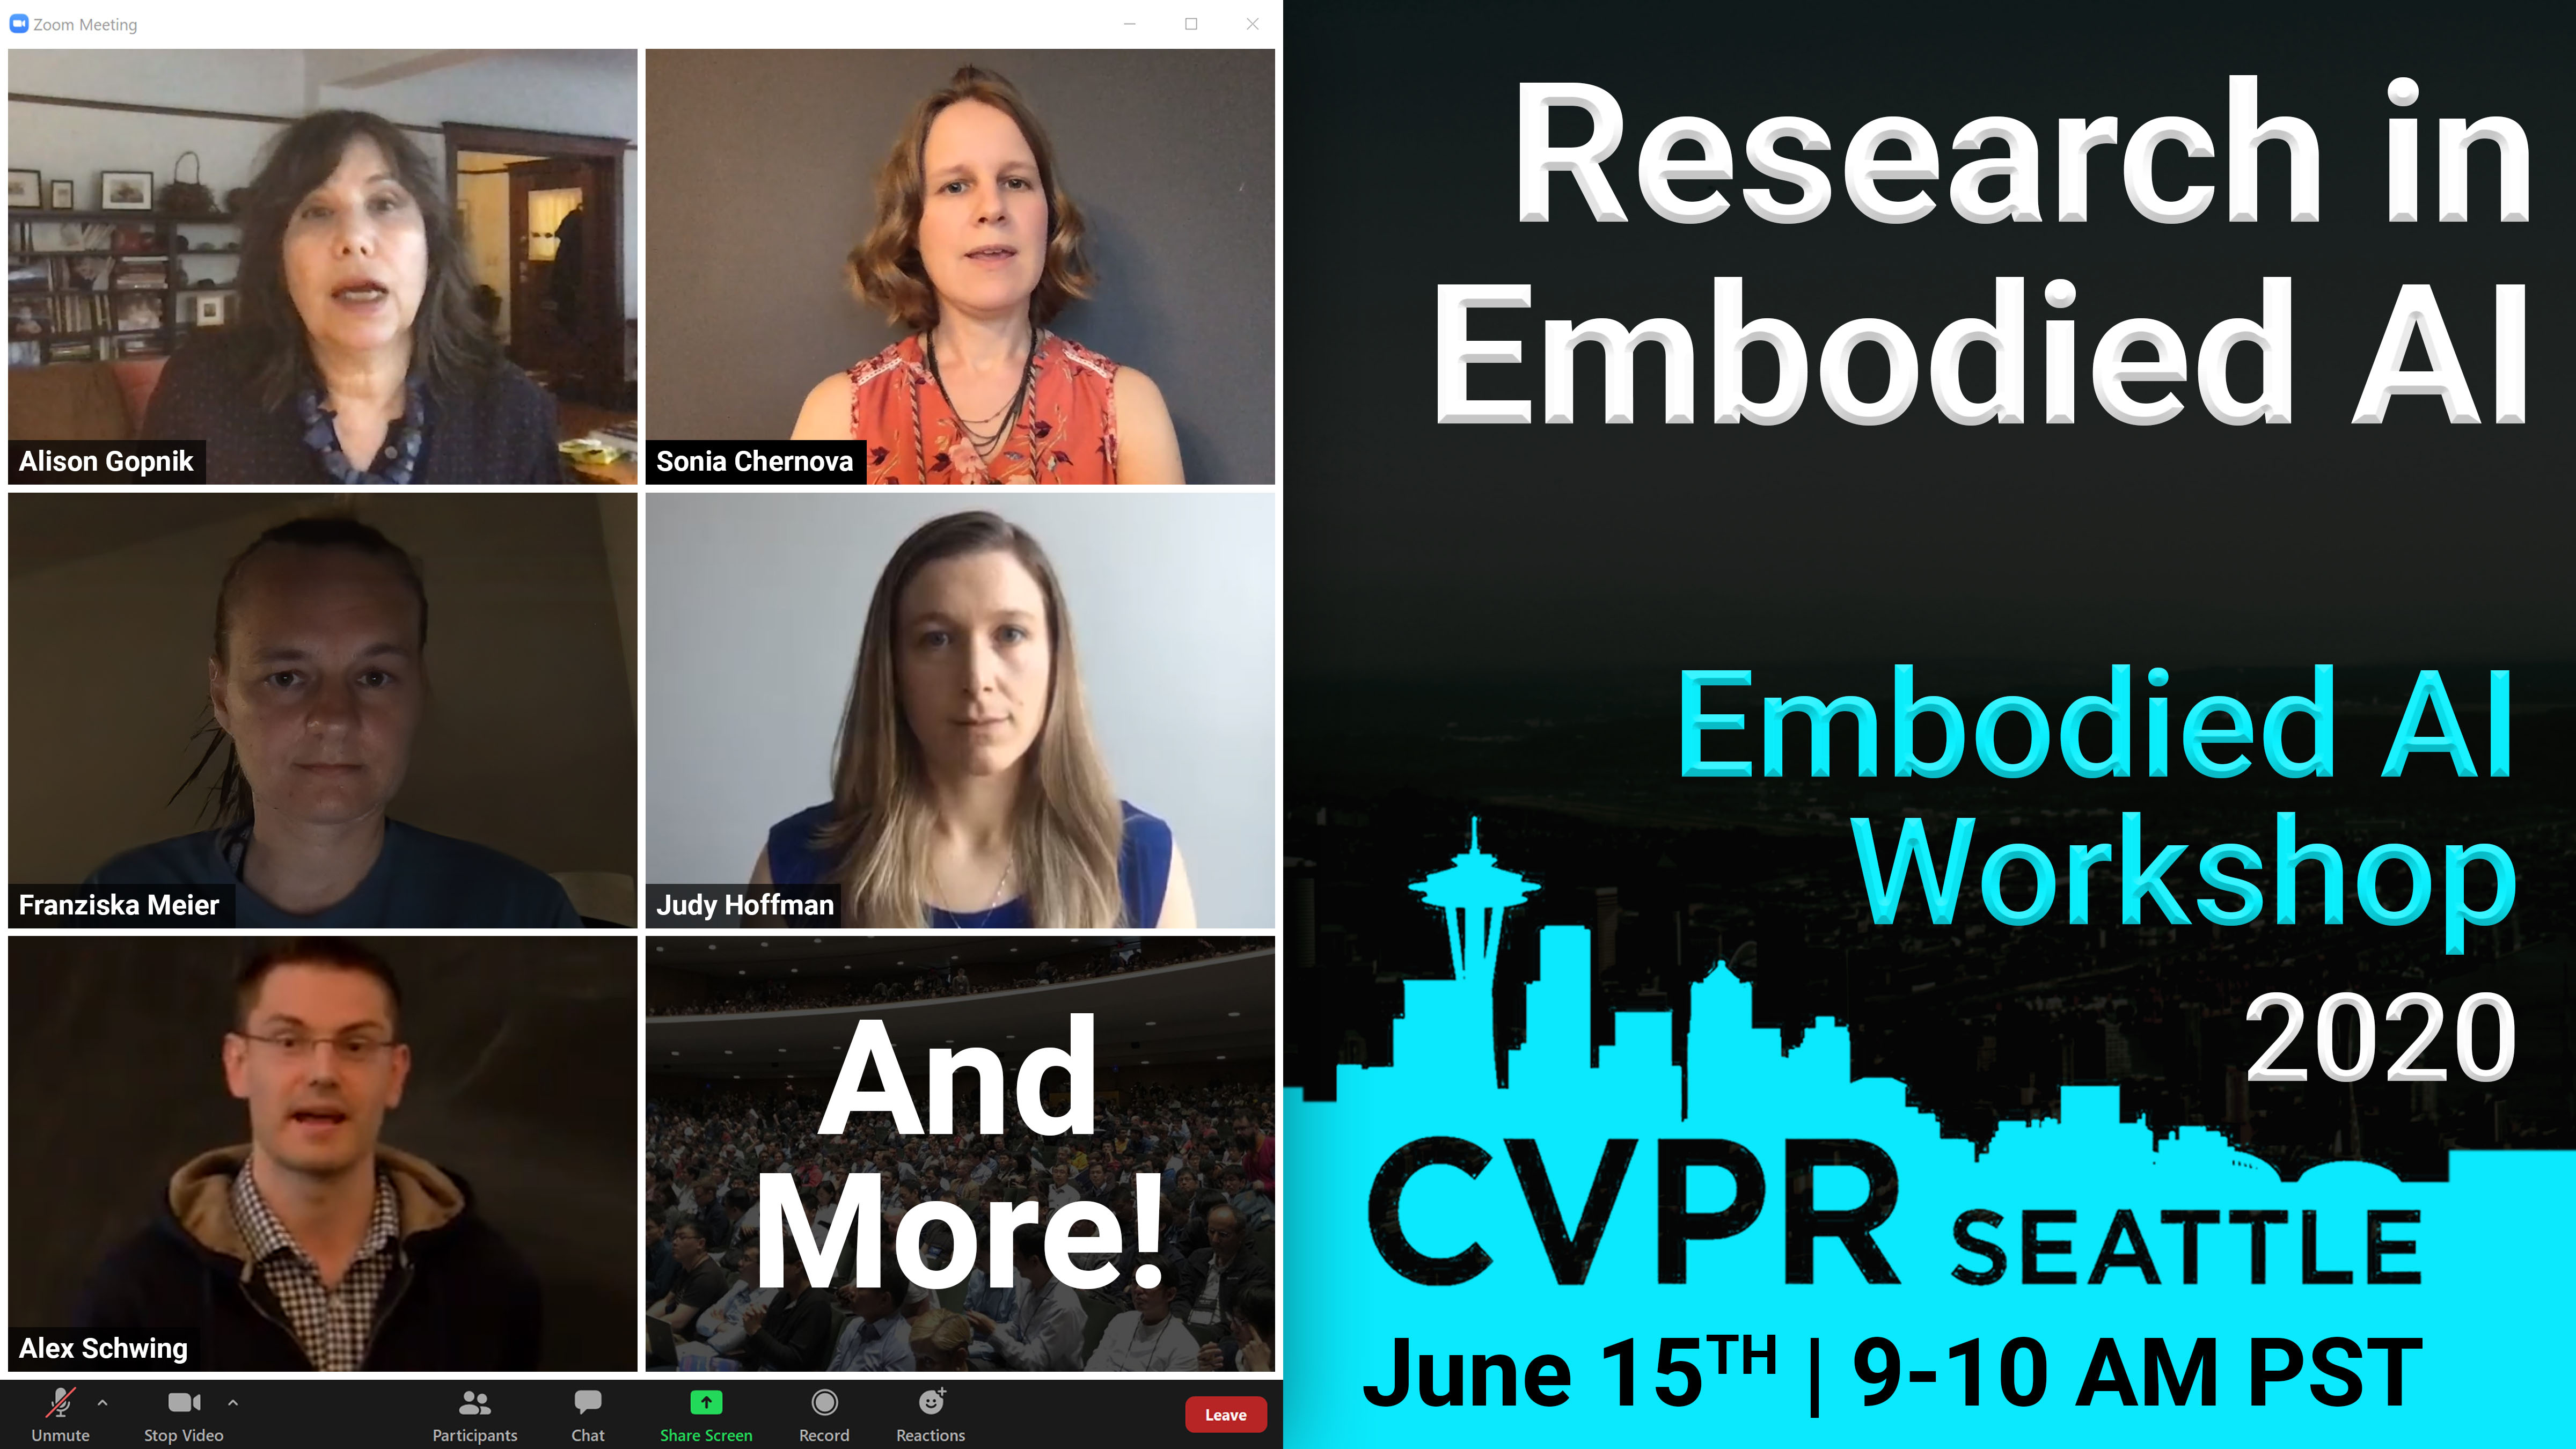 Zoom Meeting
Alison Gopnik
Sonia Chernova
Franziska Meier
Judy Hoffman
Alex Schwing
And
More!
Unmute
Stop Video
Participants
Chat
Share Screen
Record
Reactions
Leave
Research in
Embodied AI
Embodied AI
Workshop
2020
CVPR SEATTLE
June 15TH | 9-10 AM PST